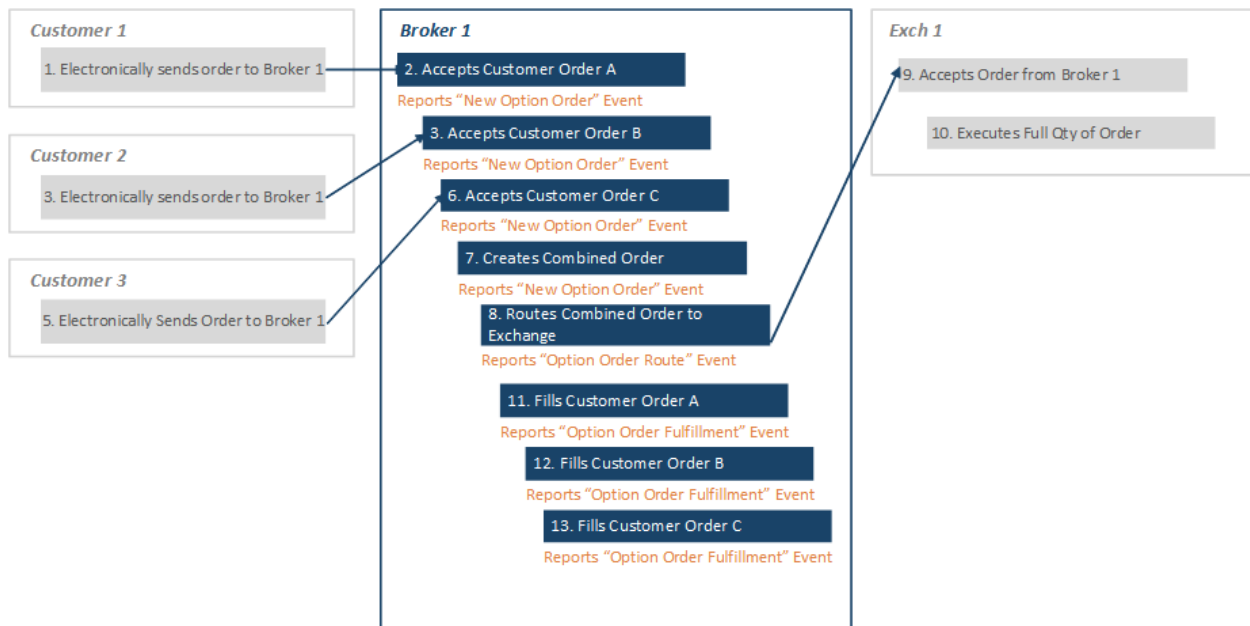 Customer 1
1. Electronically sends order to Broker 1
Customer 2
3. Electronically sends order to Broker 1
Customer 3
5. Electronically Sends Order to Broker 1
Broker 1
2. Accepts Customer Order A
Reports “New Option Order” Event
3. Accepts Customer Order B
Reports “New Option Order” Event
6. Accepts Customer Order C
Reports “New Option Order” Event
7. Creates Combined Order
Reports “New Option Order” Event
8. Routes Combined Order to
Exchange
Reports “Option Order Route” Event
11. Fills Customer Order A
Reports “Option Order Fulfillment” Event
12. Fills Customer Order B
Reports “Option Order Fulfillment” Event
13. Fills Customer Order C
Reports “Option Order Fulfillment” Event
Exch 1
9. Accepts Order from Broker 1
10. Executes Full Qty of Order